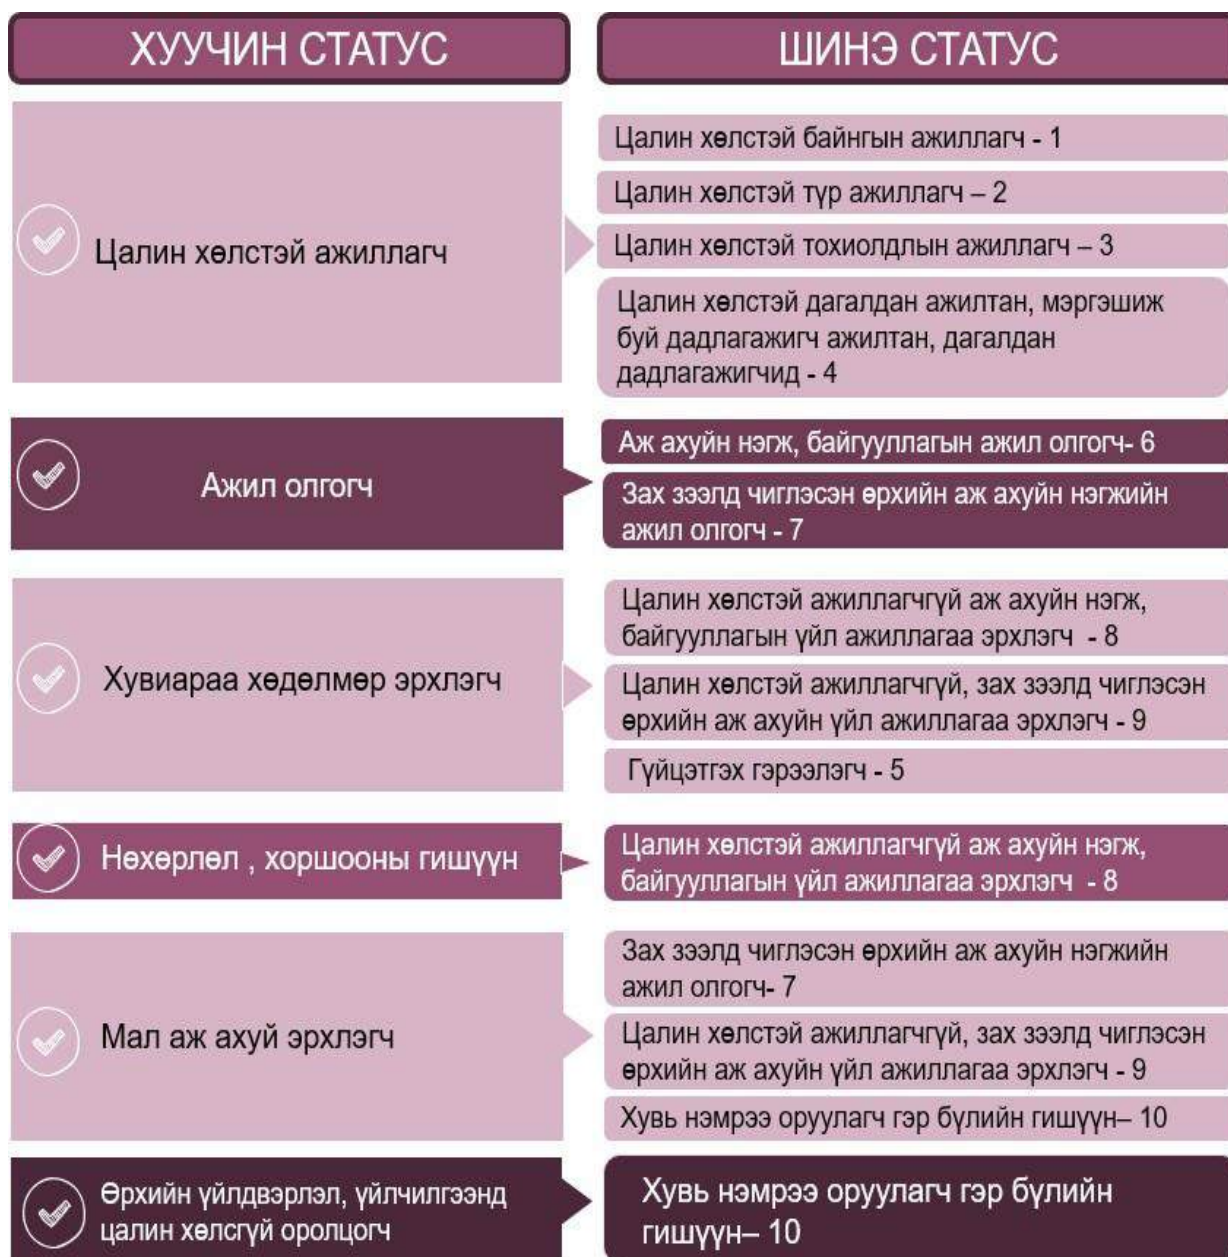 ХУУЧИН СТАТУС
ШИНЭ СТАТУС
Цалин хөлстэй ажиллагч
Цалин хөлстэй байнгын ажиллагч - 1
Цалин хөлстэй түр ажиллагч – 2
Цалин хөлстэй тохиолдлын ажиллагч – 3
Цалин хөлстэй дагалдан ажилтан, мэргэшиж
буй дадлагажигч ажилтан, дагалдан
дадлагажигчид - 4
Ажил олгогч
Аж ахуйн нэгж, байгууллагын ажил олгогч- 6
Зах зээлд чиглэсэн өрхийн аж ахуйн нэгжийн
ажил олгогч - 7
Хувиараа хөдөлмөр эрхлэгч
Цалин хөлстэй ажиллагчгүй аж ахуйн нэгж,
байгууллагын үйл ажиллагаа эрхлэгч - 8
Цалин хөлстэй ажиллагчгүй, зах зээлд чиглэсэн
өрхийн аж ахуйн үйл ажиллагаа эрхлэгч - 9
Гүйцэтгэх гэрээлэгч - 5
Нөхөрлөл , хоршооны гишүүн
Цалин хөлстэй ажиллагчгүй аж ахуйн нэгж,
байгууллагын үйл ажиллагаа эрхлэгч - 8
Мал аж ахуй эрхлэгч
Зах зээлд чиглэсэн өрхийн аж ахуйн нэгжийн
ажил олгогч- 7
Цалин хөлстэй ажиллагчгүй, зах зээлд чиглэсэн
өрхийн аж ахуйн үйл ажиллагаа эрхлэгч - 9
Хувь нэмрээ оруулагч гэр бүлийн гишүүн– 10
Өрхийн үйлдвэрлэл, үйлчилгээнд
цалин хөлсгүй оролцогч
Хувь нэмрээ оруулагч гэр бүлийн
гишүүн– 10